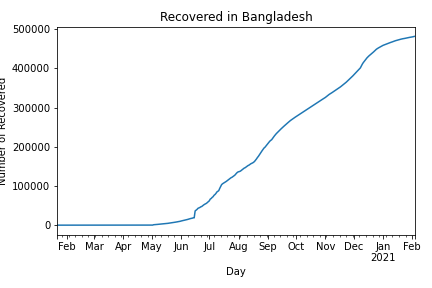 Recovered in Bangladesh
500000
400000
300000
200000
100000
0
Number of Recovered
Feb Mar Apr May Jun Jul Aug Sep Oct Nov Dec Jan Feb
2021
Day